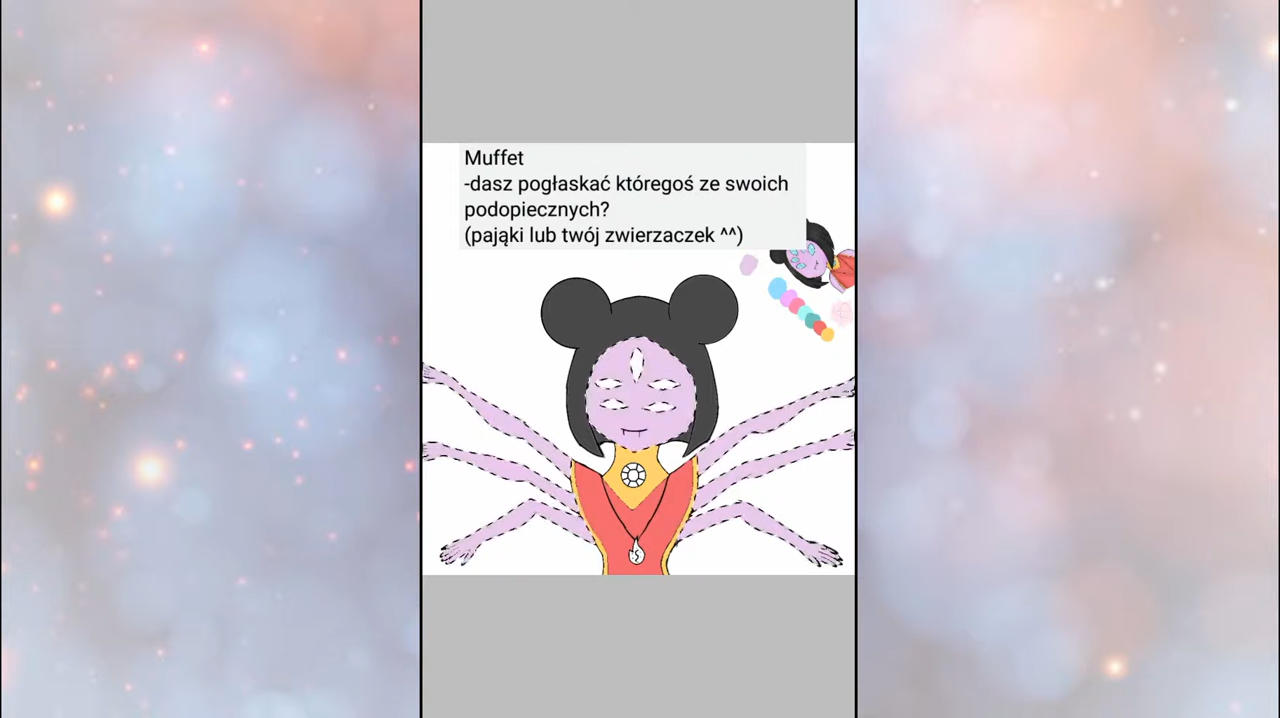 Muffet
-dasz pogłaskać któregoś ze swoich
podopiecznych?
(pająki lub twój zwierzaczek ^^)